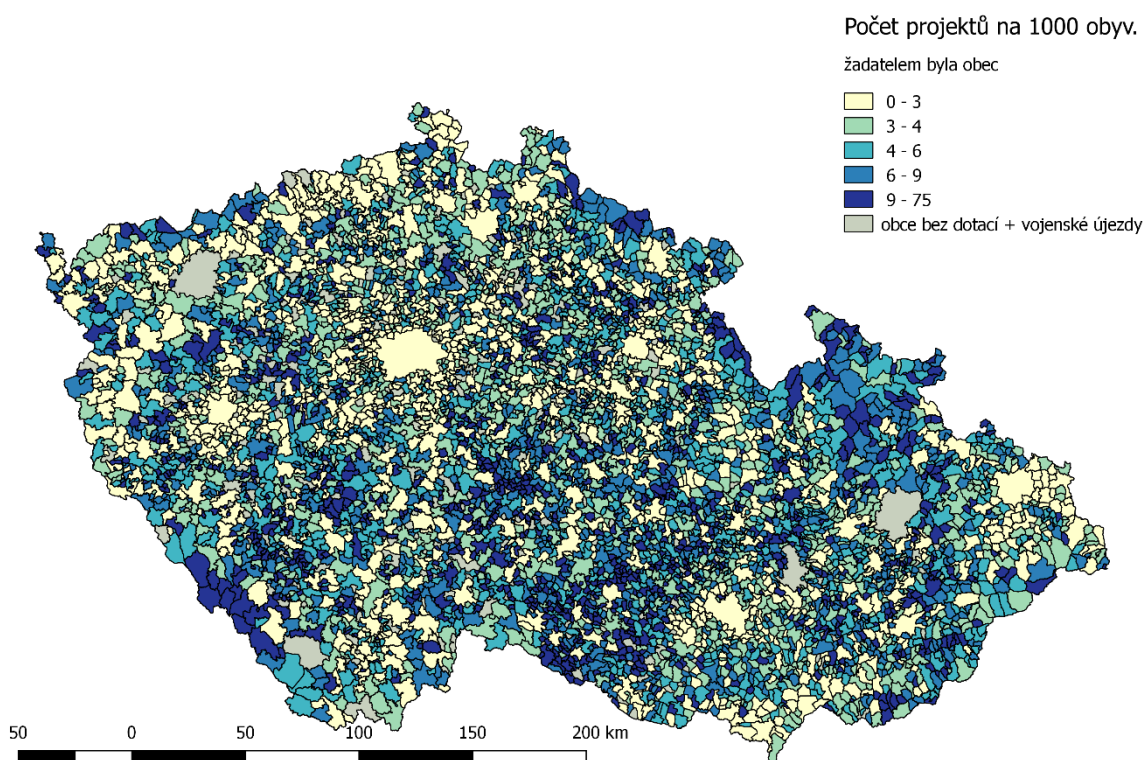 Počet projektů na 1000 obyv.
žadatelem byla obec
0 - 3
3 - 4
4 - 6
6 - 9
9 - 75
obce bez dotací + vojenské újezdy
50 0 50 100 150 200 km